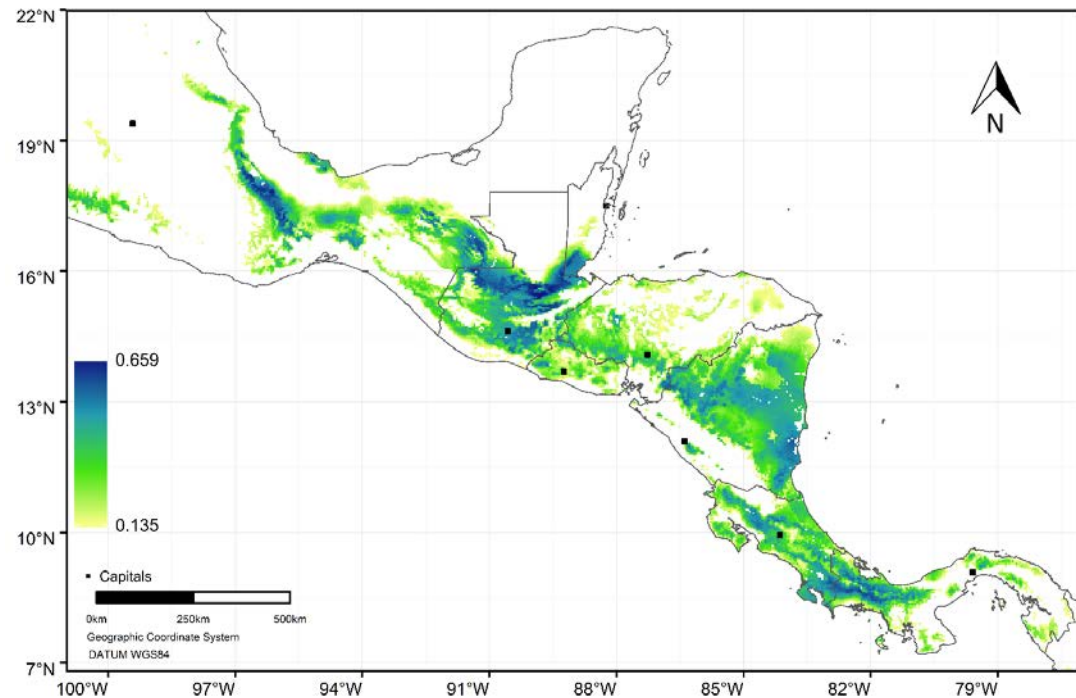 22°N
19°N
16°N
13°N
10°N
7°N
N
0.659
0.135
Capitals
0km 250km 500km
Geographic Coordinate System
DATUM WGS84
100°W 97°W 94°W 91°W 88°W 85°W 82°W 79°W